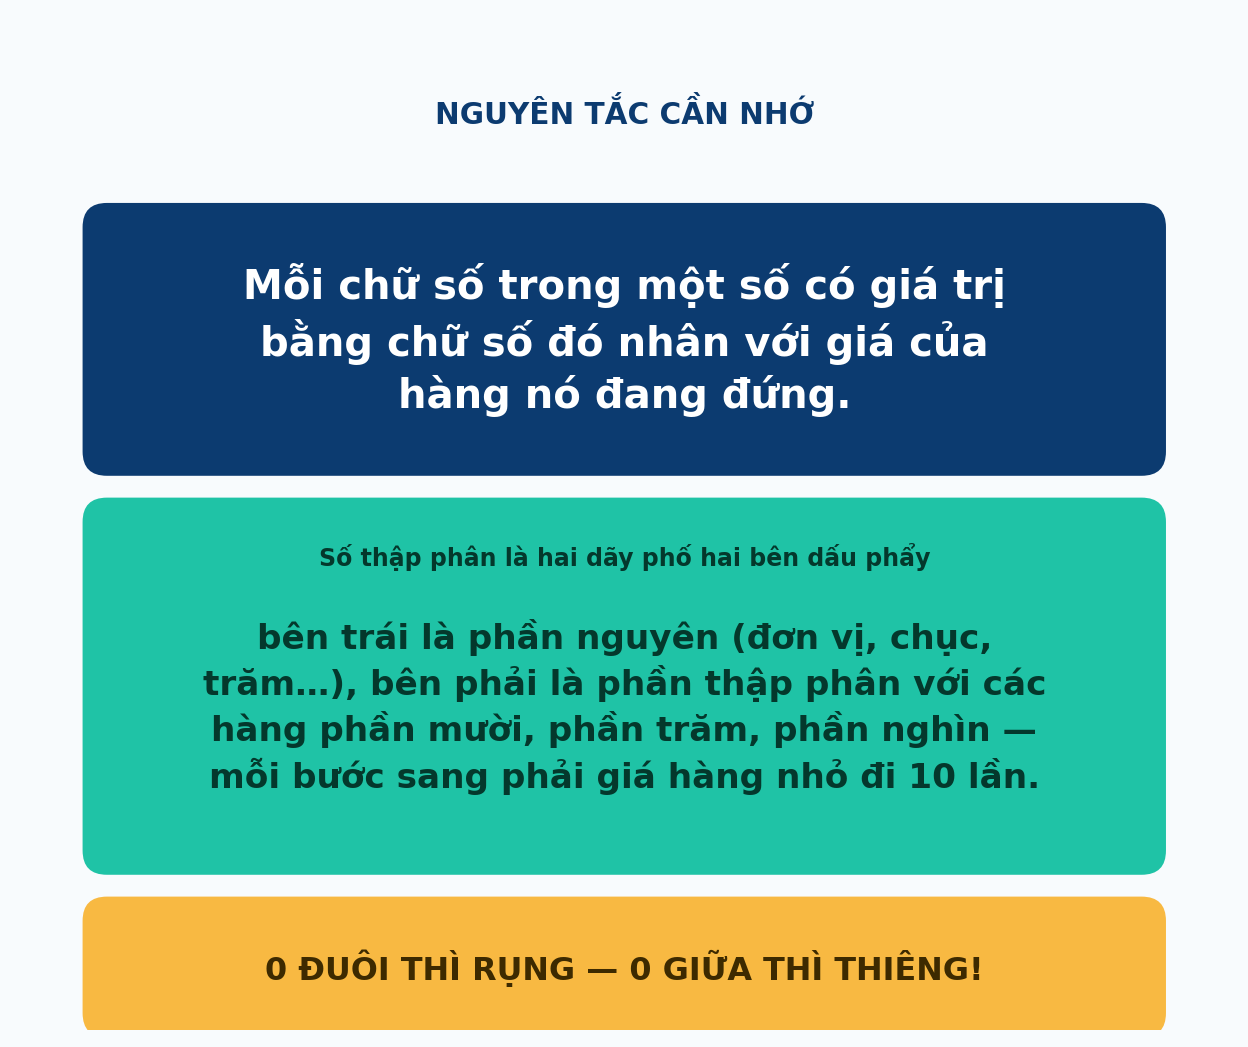 NGUYÊN TẮC CẦN NHỚ
Mỗi chữ số trong một số có giá trị
bằng chữ số đó nhân với giá của
hàng nó đang đứng.
Số thập phân là hai dãy phố hai bên dấu phẩy
bên trái là phần nguyên (đơn vị, chục,
trăm…), bên phải là phần thập phân với các
hàng phần mười, phần trăm, phần nghìn —
mỗi bước sang phải giá hàng nhỏ đi 10 lần.
0 ĐUÔI THÌ RỤNG — 0 GIỮA THÌ THIÊNG!